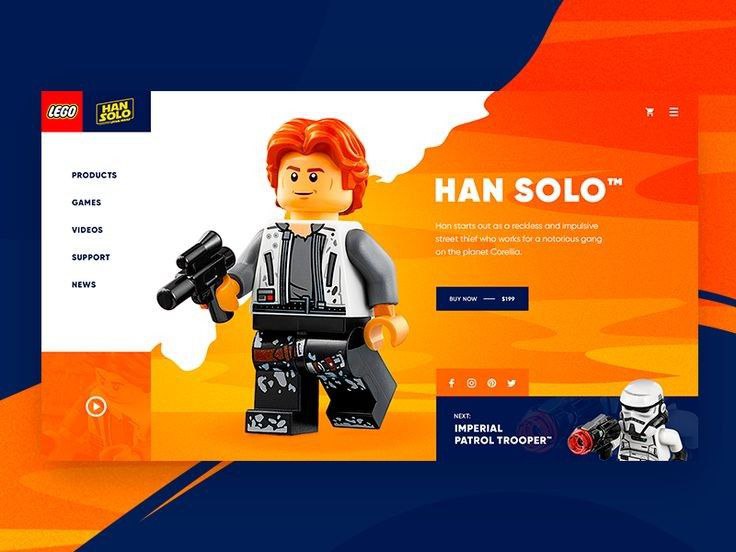 LEGO
HAN
SOLO
PRODUCTS
GAMES
VIDEOS
SUPPORT
NEWS
HAN SOLO™
Han starts out as a reckless and impulsive
street thief who works for a notorious gang
on the planet Corellia.
BUY NOW — $199
NEXT:
IMPERIAL
PATROL TROOPER™